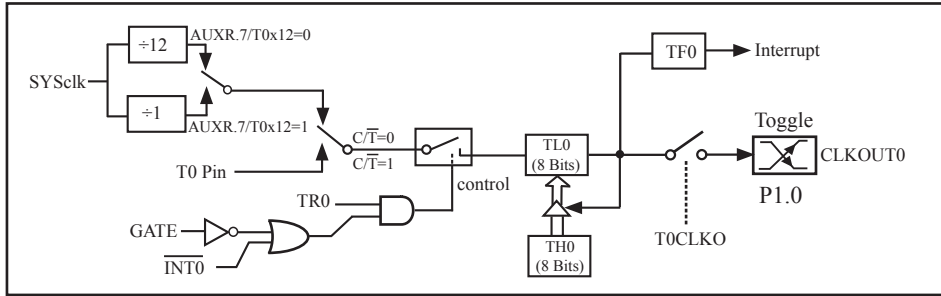 AUXR.7/T0x12=0
÷12
SYSclk
÷1
AUXR.7/T0x12=1
T0 Pin
C/T̅=0
C/T̅=1
control
TR0
GATE
I̅N̅T̅0̅
TL0
(8 Bits)
TH0
(8 Bits)
TF0
Interrupt
Toggle
CLKOUT0
P1.0
T0CLKO